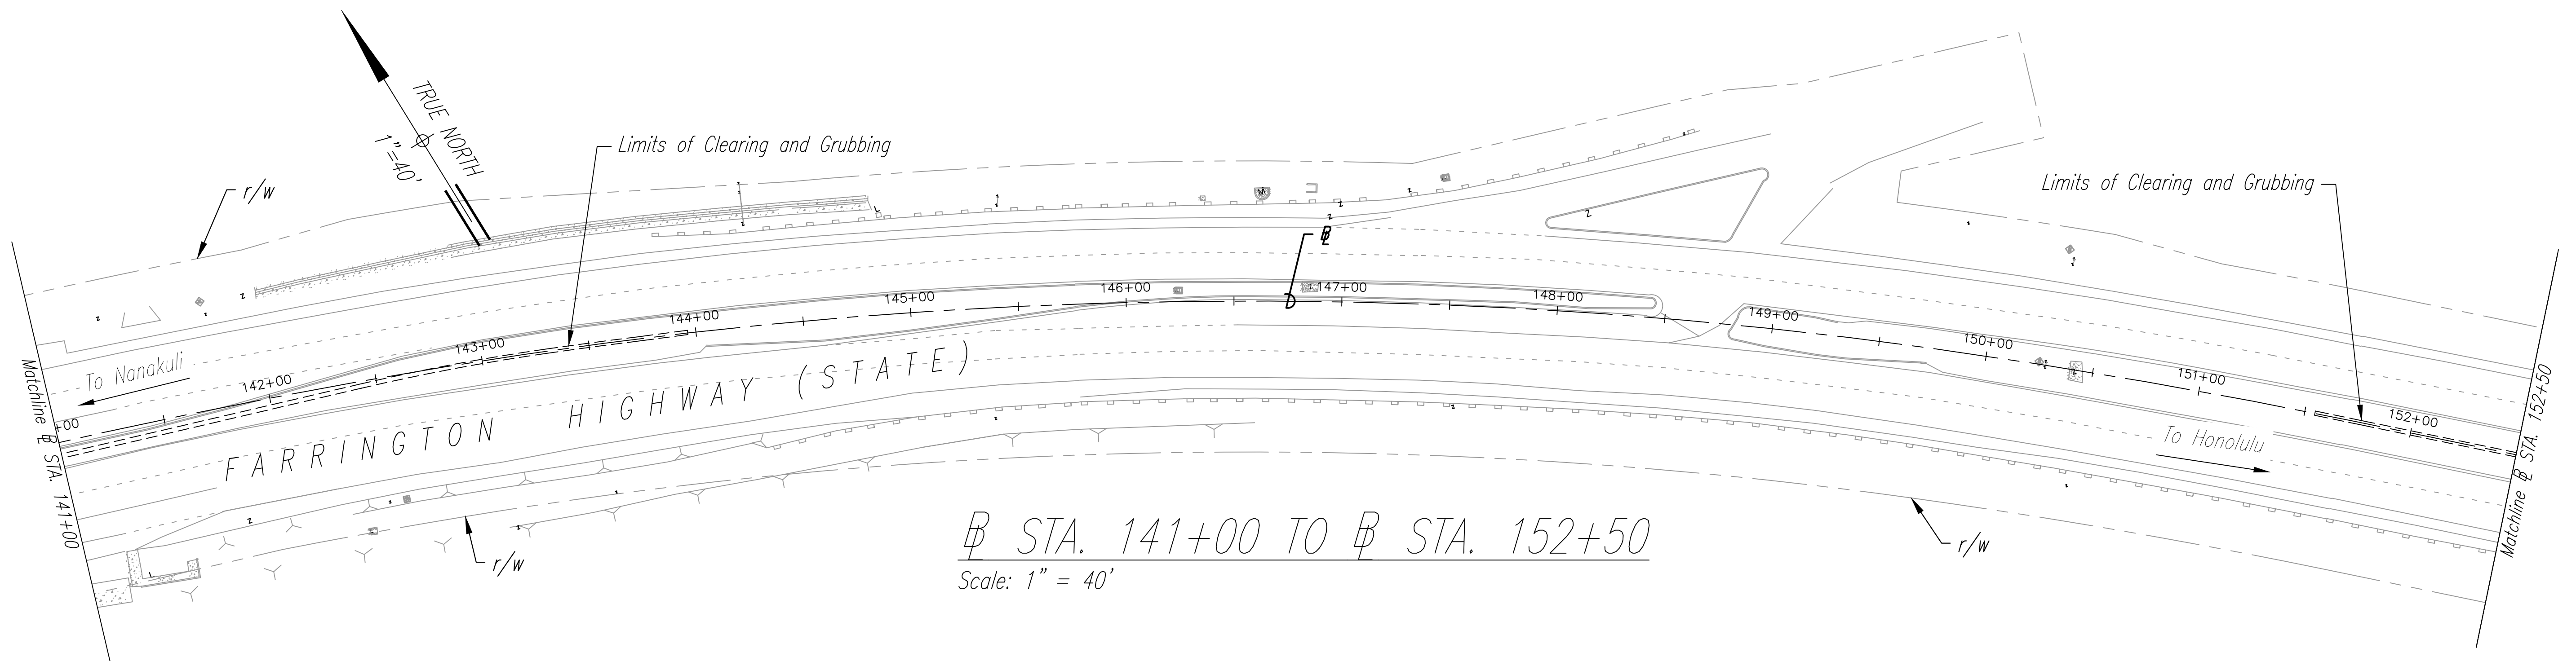 TRUE NORTH
1"=40'
r/w
Limits of Clearing and Grubbing
Limits of Clearing and Grubbing
To Nanakuli
+00
142+00
143+00
144+00
145+00
146+00
147+00
148+00
149+00
150+00
151+00
152+00
FARRINGTON HIGHWAY (STATE)
To Honolulu
Matchline ⅊ STA. 141+00
Matchline ⅊ STA. 152+50
r/w
r/w
STA. 141+00 TO STA. 152+50
Scale: 1" = 40'